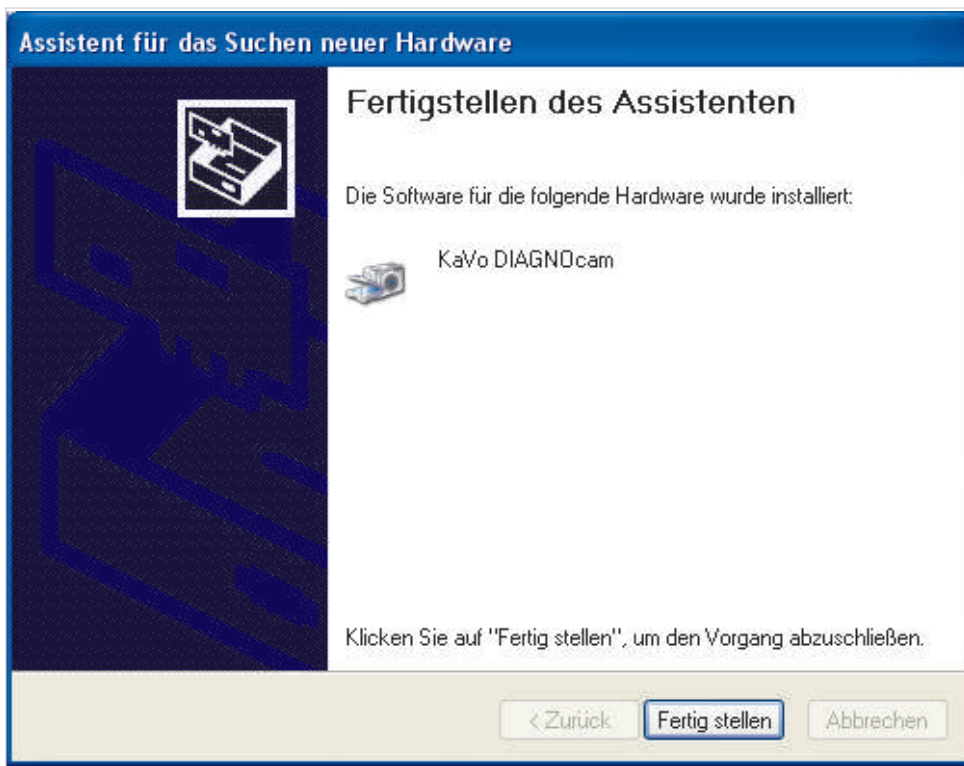 Assistent für das Suchen neuer Hardware
Fertigstellen des Assistenten
Die Software für die folgende Hardware wurde installiert:
KaVo DIAGNOcam
Klicken Sie auf "Fertig stellen", um den Vorgang abzuschließen.
< Zurück Fertig stellen Abbrechen